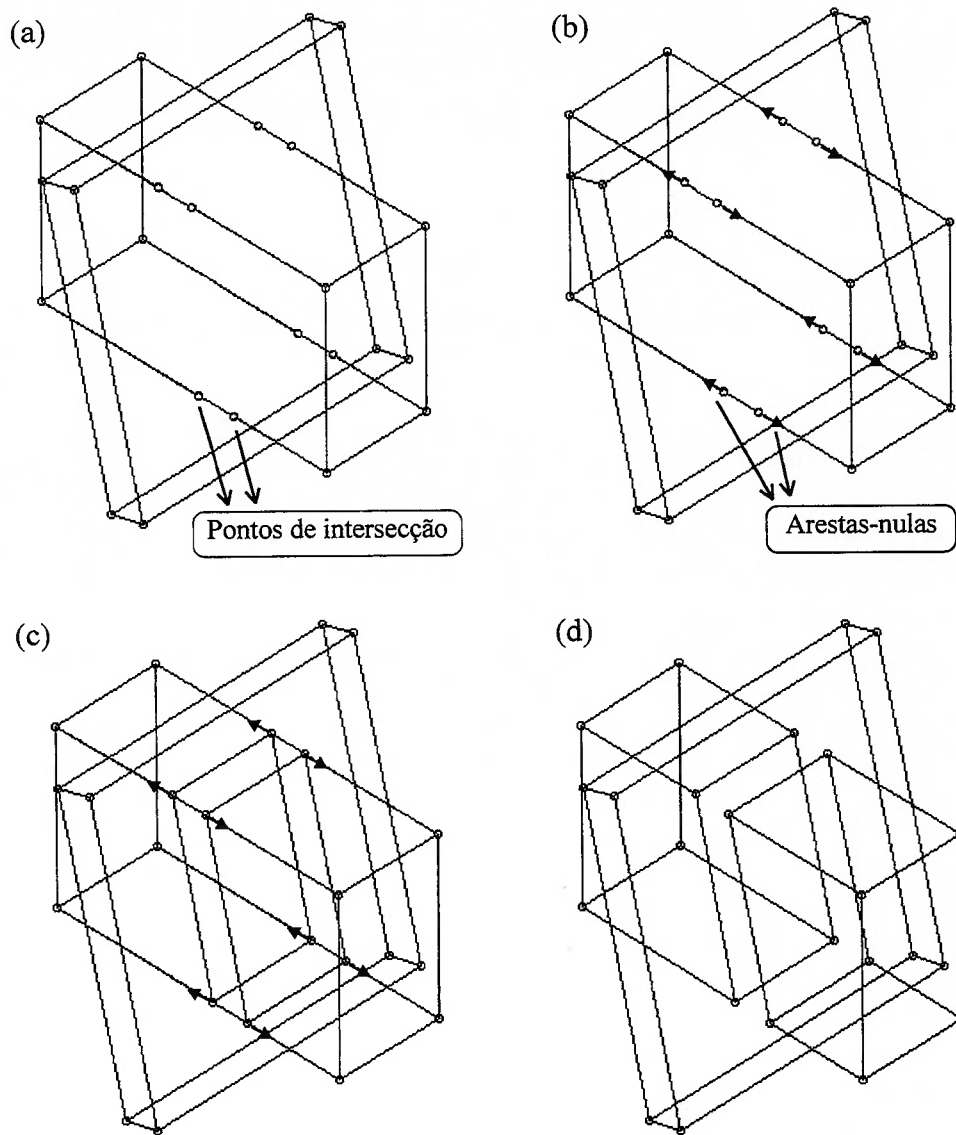 (a)
(b)
Pontos de intersecção
Arestas-nulas
(c)
(d)